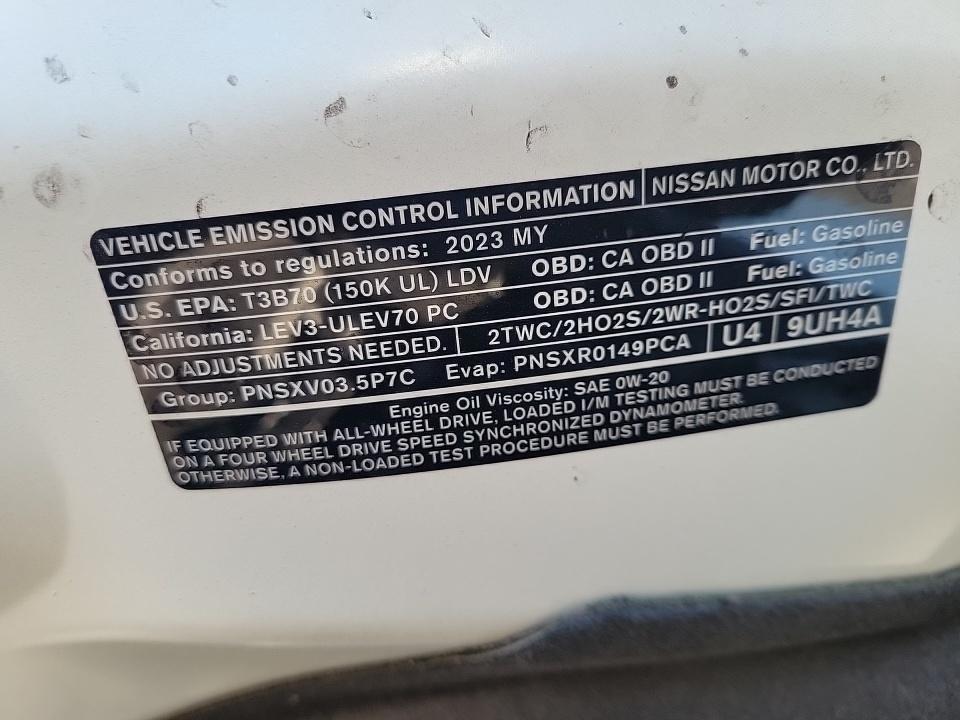 VEHICLE EMISSION CONTROL INFORMATION NISSAN MOTOR CO., LTD.
Conforms to regulations: 2023 MY
U.S. EPA: T3B70 (150K UL) LDV OBD: CA OBD II Fuel: Gasoline
California: LEV3-ULEV70 PC OBD: CA OBD II Fuel: Gasoline
NO ADJUSTMENTS NEEDED. 2TWC/2HO2S/2WR-HO2S/SFI/TWC
Group: PNSXV03.5P7C Evap: PNSXR0149PCA U4 9UH4A
Engine Oil Viscosity: SAE 0W-20
IF EQUIPPED WITH ALL-WHEEL DRIVE, LOADED I/M TESTING MUST BE CONDUCTED
ON A FOUR WHEEL DRIVE SPEED SYNCHRONIZED DYNAMOMETER.
OTHERWISE, A NON-LOADED TEST PROCEDURE MUST BE PERFORMED.